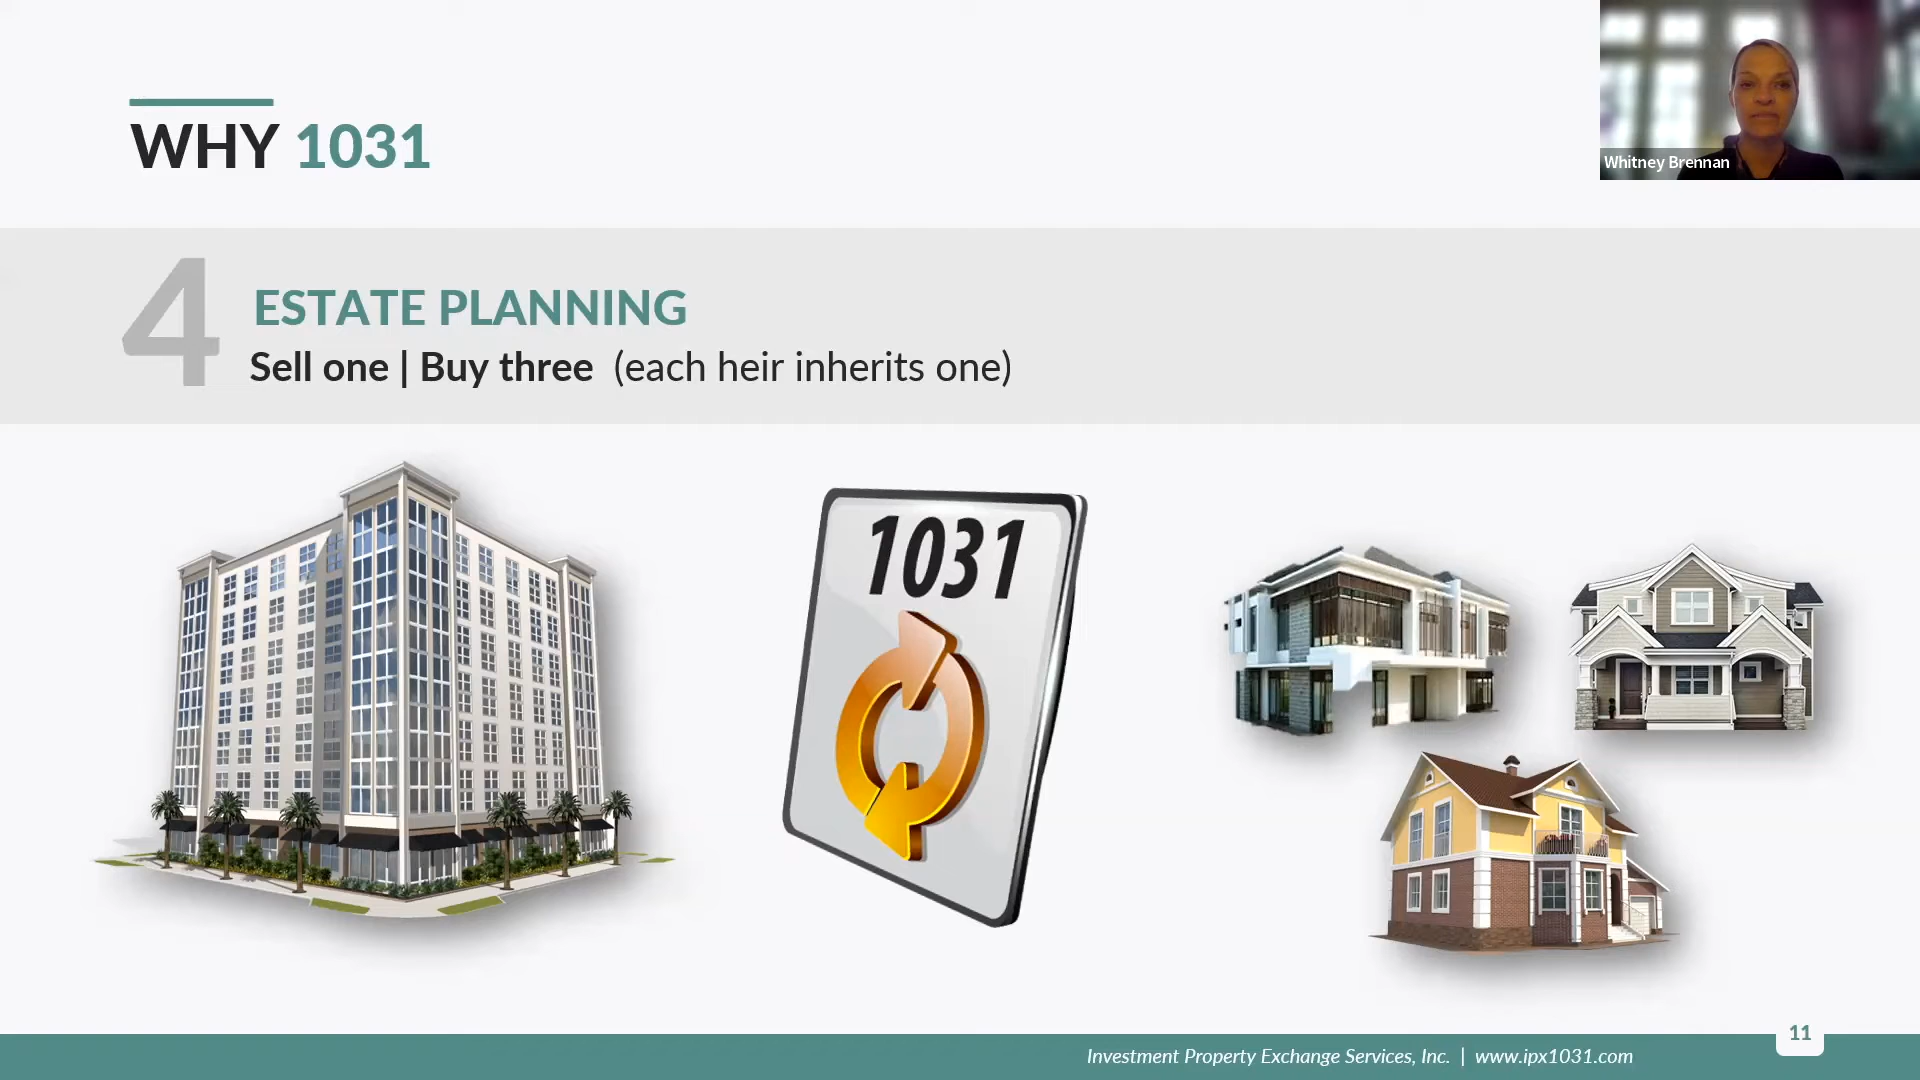 WHY 1031
Whitney Brennan
4
ESTATE PLANNING
Sell one | Buy three (each heir inherits one)
1031
11
Investment Property Exchange Services, Inc. | www.ipx1031.com